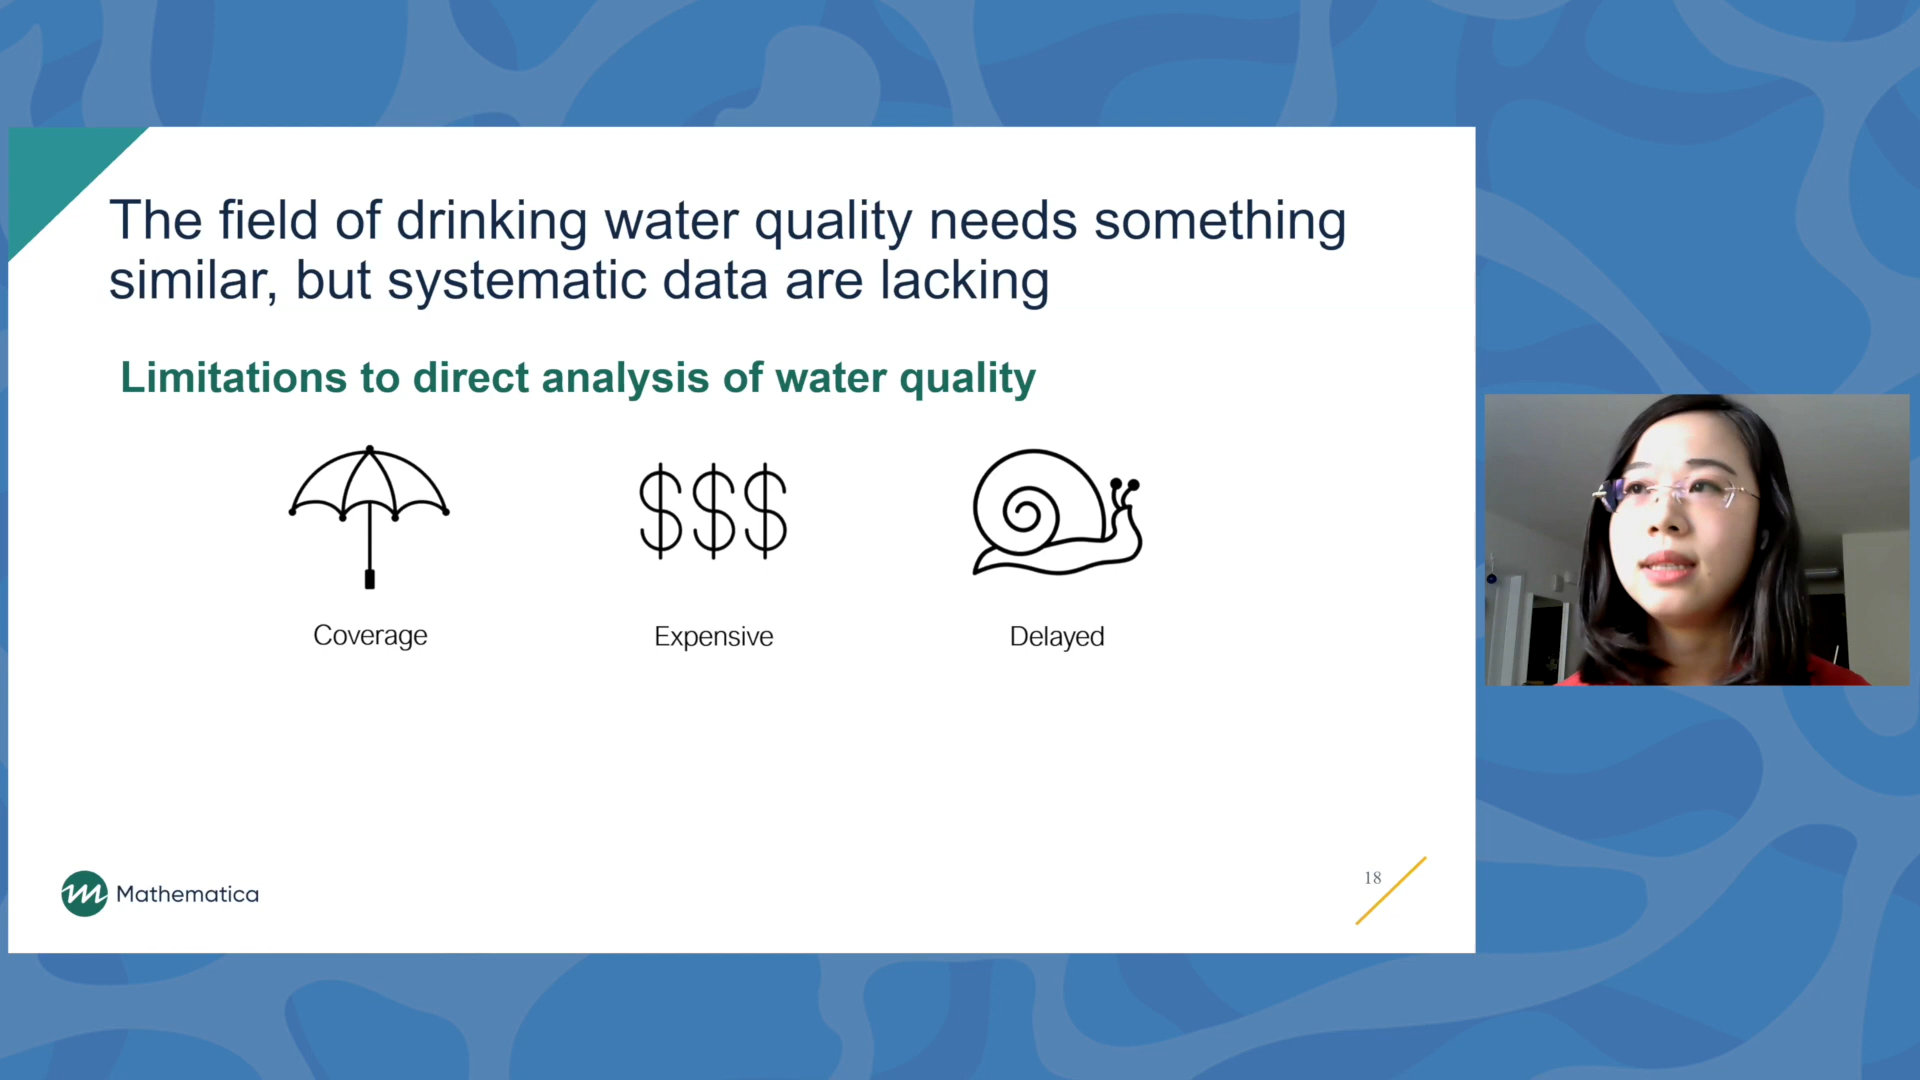 The field of drinking water quality needs something
similar, but systematic data are lacking
Limitations to direct analysis of water quality
$$$
Coverage
Expensive
Delayed
Mathematica
18